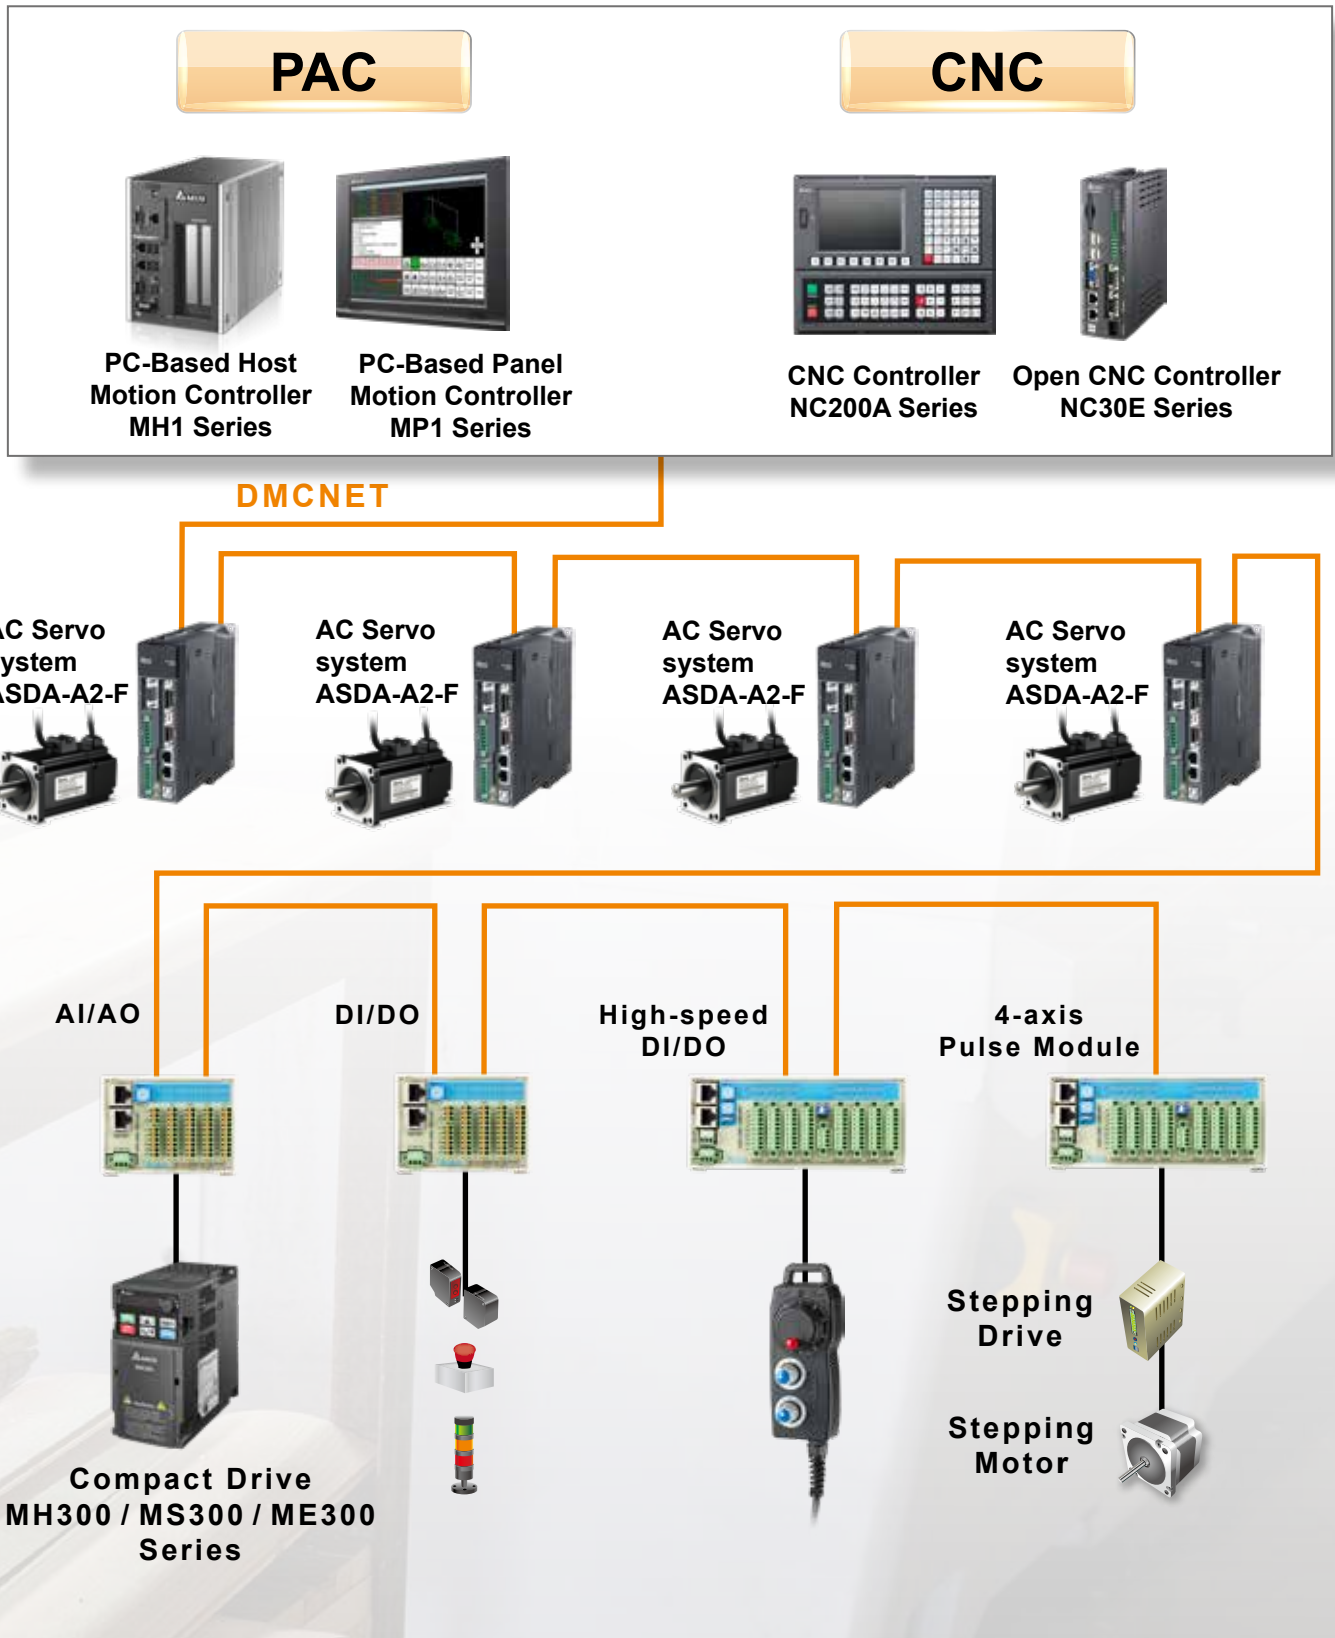 PAC
CNC
PC-Based Host
Motion Controller
MH1 Series
PC-Based Panel
Motion Controller
MP1 Series
CNC Controller
NC200A Series
Open CNC Controller
NC30E Series
DMCNET
AC Servo
system
ASDA-A2-F
AC Servo
system
ASDA-A2-F
AC Servo
system
ASDA-A2-F
AC Servo
system
ASDA-A2-F
AI/AO
DI/DO
High-speed
DI/DO
4-axis
Pulse Module
Stepping
Drive
Stepping
Motor
Compact Drive
MH300 / MS300 / ME300
Series